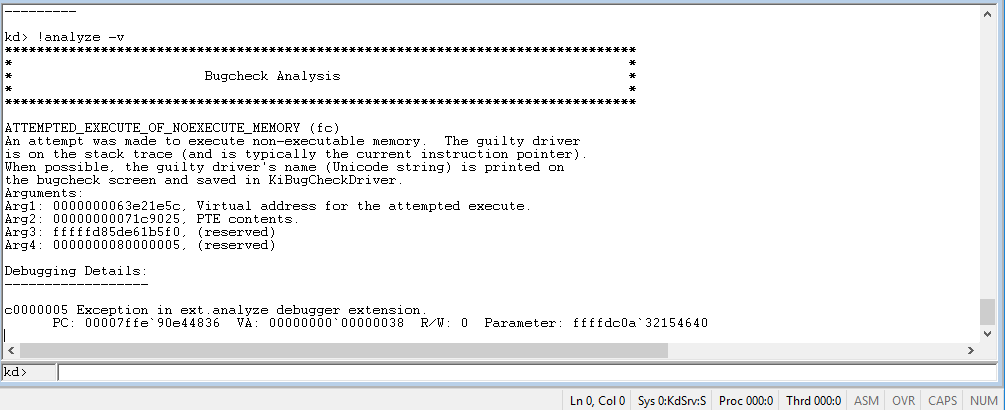 ---------
kd> !analyze -v
*******************************************************************************
*                                                                             *
*                        Bugcheck Analysis                                    *
*                                                                             *
*******************************************************************************
ATTEMPTED_EXECUTE_OF_NOEXECUTE_MEMORY (fc)
An attempt was made to execute non-executable memory.  The guilty driver
is on the stack trace (and is typically the current instruction pointer).
When possible, the guilty driver's name (Unicode string) is printed on
the bugcheck screen and saved in KiBugCheckDriver.
Arguments:
Arg1: 0000000063e21e5c, Virtual address for the attempted execute.
Arg2: 0000000071c9025, PTE contents.
Arg3: fffffd85de61b5f0, (reserved)
Arg4: 0000000080000005, (reserved)
Debugging Details:
------------------
c0000005 Exception in ext.analyze debugger extension.
      PC: 00007ffe`90e44836  VA: 00000000`00000038  R/W: 0  Parameter: ffffdc0a`32154640
kd>
Ln 0, Col 0 Sys 0:KdSrv:S Proc 000:0 Thrd 000:0 ASM OVR CAPS NUM